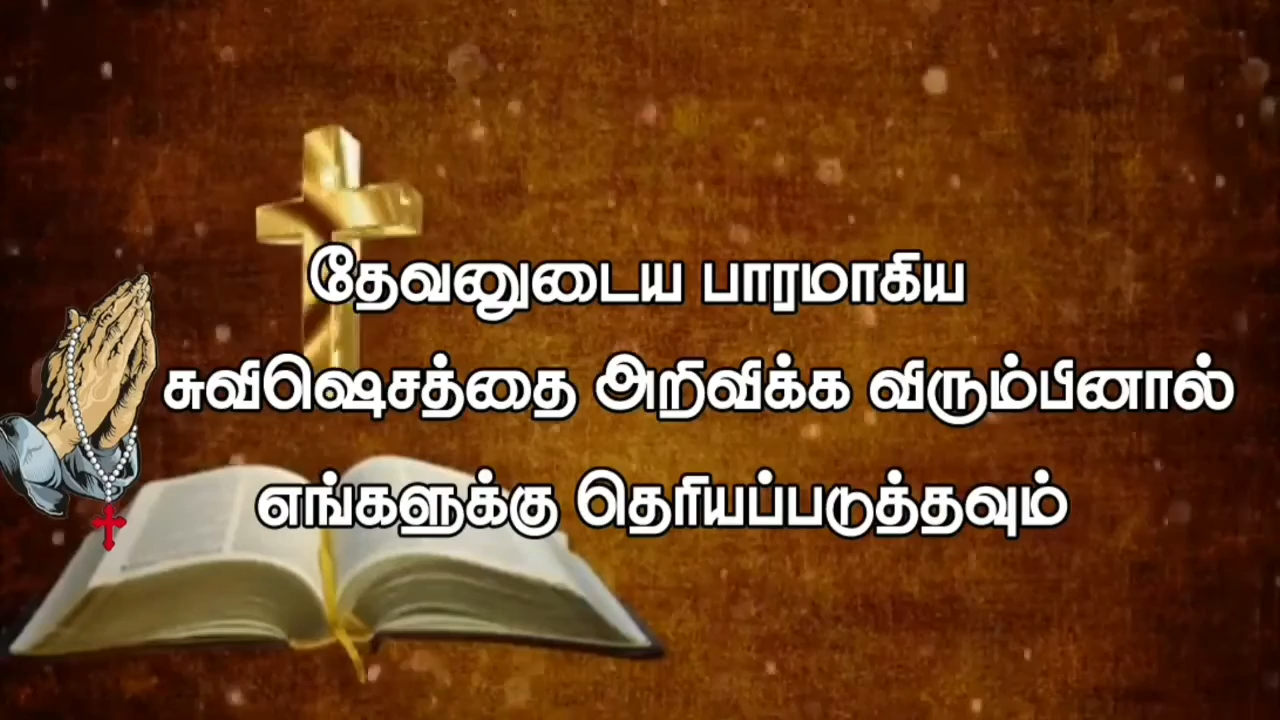 தேவனுடைய பாரமாகிய
சுவிஷெசத்தை அறிவிக்க விரும்பினால்
எங்களுக்கு தெரியப்படுத்தவும்